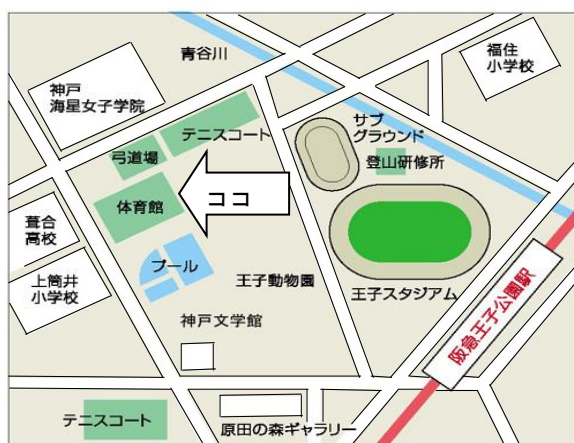 青谷川
福住
小学校
神戸
海星女子学院
テニスコート
サブ
グラウンド
弓道場
登山研修所
体育館
ココ
葺合
高校
プール
上筒井
小学校
王子動物園
王子スタジアム
阪急王子公園駅
神戸文学館
テニスコート
原田の森ギャラリー